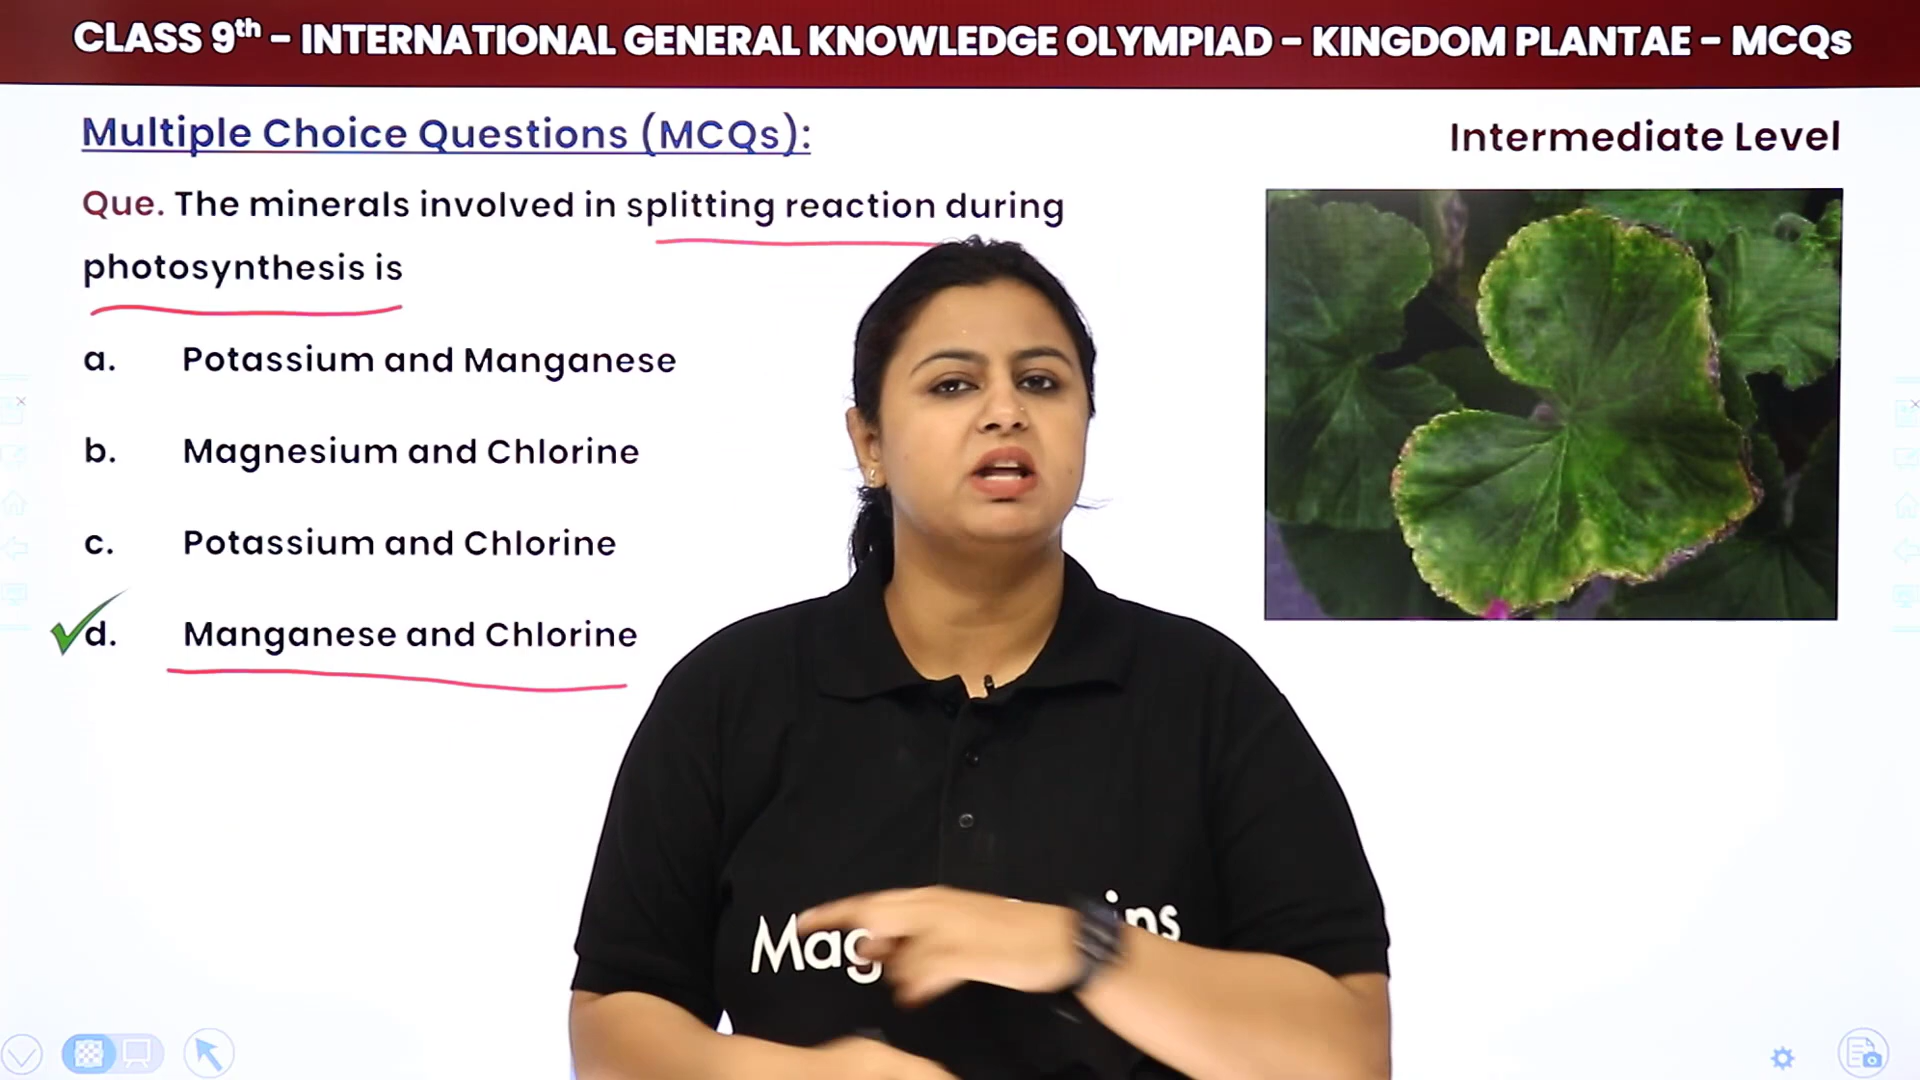 CLASS 9th - INTERNATIONAL GENERAL KNOWLEDGE OLYMPIAD - KINGDOM PLANTAE - MCQs
Multiple Choice Questions (MCQs):
Intermediate Level
Que. The minerals involved in splitting reaction during
photosynthesis is
a. Potassium and Manganese
b. Magnesium and Chlorine
c. Potassium and Chlorine
d. Manganese and Chlorine